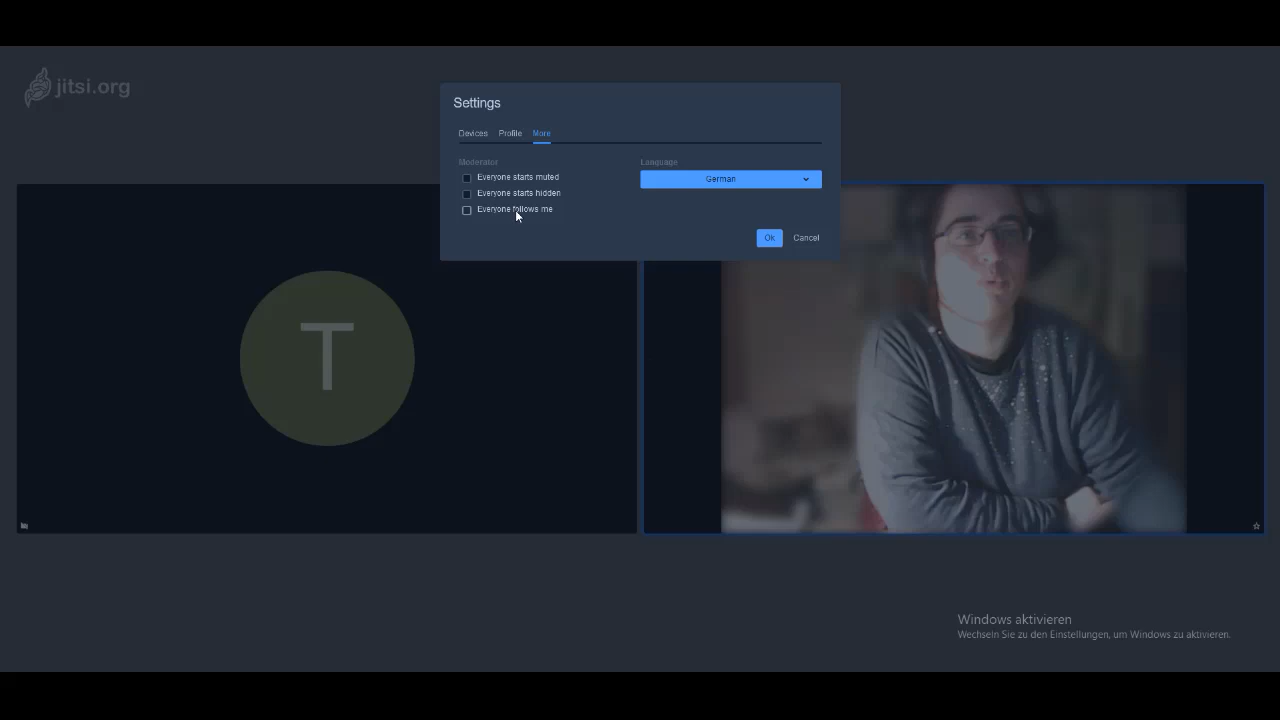 jitsi.org
Settings
Devices Profile More
Moderator
Everyone starts muted
Everyone starts hidden
Everyone follows me
Language
German
Ok Cancel
T
Windows aktivieren
Wechseln Sie zu den Einstellungen, um Windows zu aktivieren.